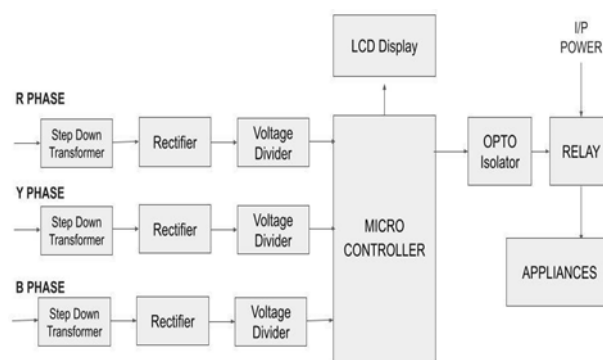 I/P
POWER
LCD Display
R PHASE
Step Down
Transformer
Rectifier
Voltage
Divider
OPTO
Isolator
RELAY
Y PHASE
Step Down
Transformer
Rectifier
Voltage
Divider
MICRO
CONTROLLER
APPLIANCES
B PHASE
Step Down
Transformer
Rectifier
Voltage
Divider